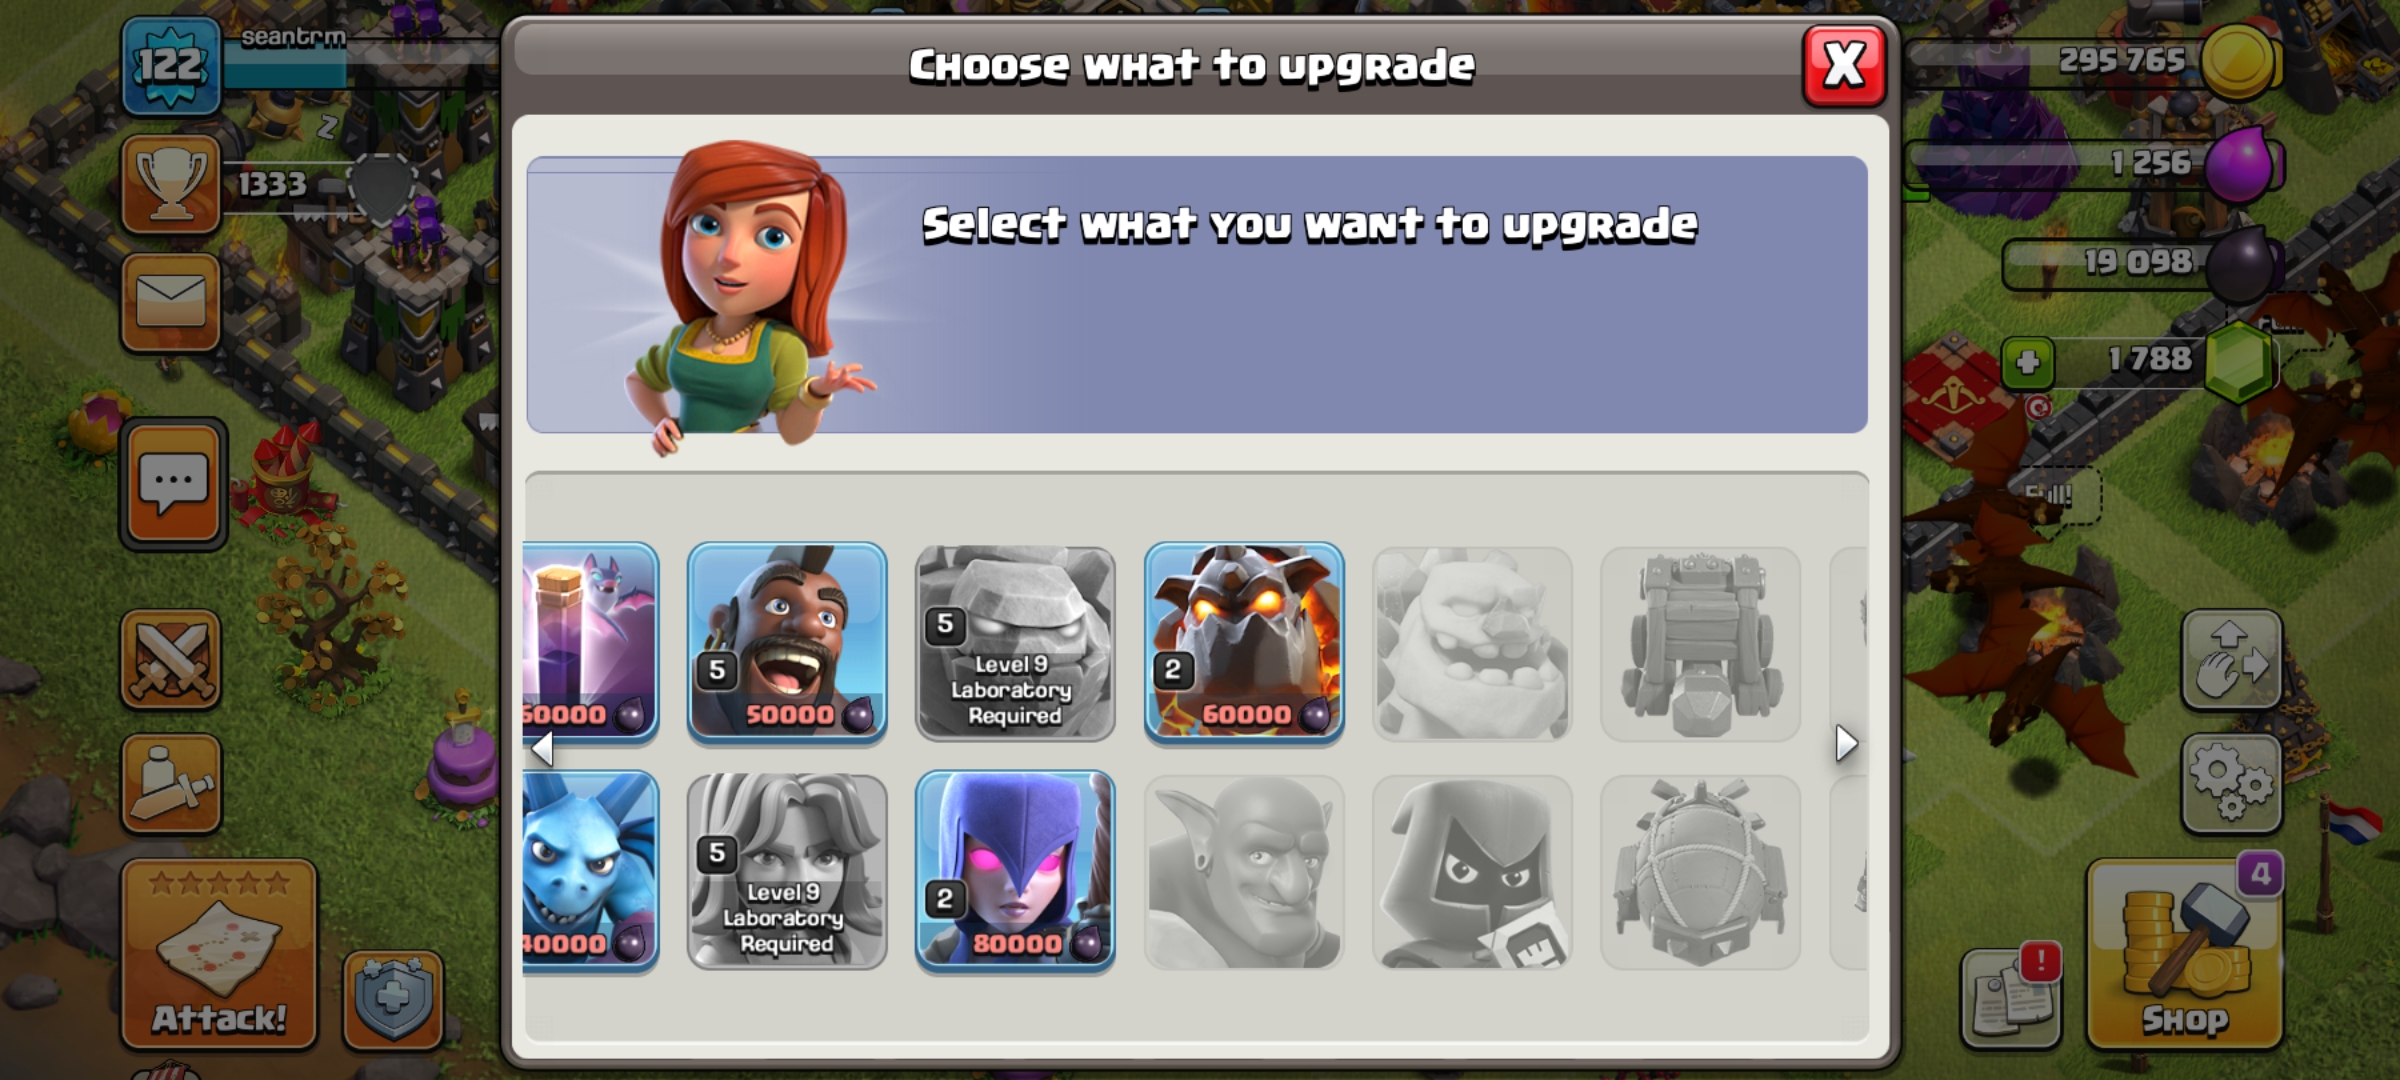 122
seantrm
Choose what to upgrade
X
295 765
z
1333
1 256
Select what you want to upgrade
19 098
1 788
Full!
5
50000
5
Level 9
Laboratory
Required
2
60000
5
Level 9
Laboratory
Required
2
80000
4
!
Attack!
Shop